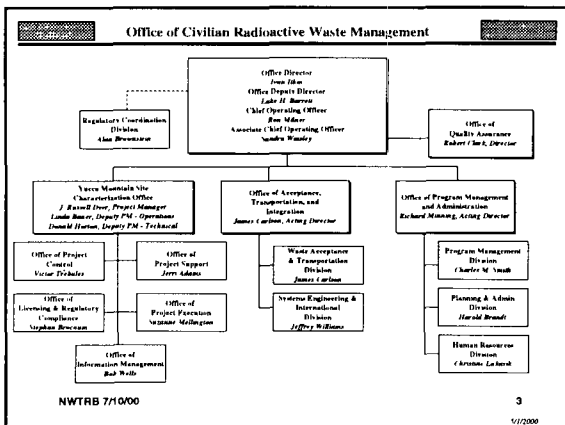 Office of Civilian Radioactive Waste Management
Office Director
Ivan Itkin
Office Deputy Director
Lake H. Barrett
Chief Operating Officer
Ron Milner
Associate Chief Operating Officer
Sandra Waisley
Regulatory Coordination
Division
Alan Brownstein
Office of
Quality Assurance
Robert Clark, Director
Yucca Mountain Site
Characterization Office
J. Russell Dyer, Project Manager
Linda Bauer, Deputy PM - Operations
Donald Horton, Deputy PM - Technical
Office of Acceptance,
Transportation, and
Integration
James Carlson, Acting Director
Office of Program Management
and Administration
Richard Minning, Acting Director
Office of Project
Control
Victor Trebules
Office of
Project Support
Jerri Adams
Waste Acceptance
& Transportation
Division
James Carlson
Program Management
Division
Charles M. Smith
Office of
Licensing & Regulatory
Compliance
Stephan Brocoum
Office of
Project Execution
Suzanne Mellington
Systems Engineering &
International
Division
Jeffrey Williams
Planning & Admin
Division
Harold Brandt
Office of
Information Management
Bob Wells
Human Resources
Division
Christine
NWTRB 7/10/00
3
5/1/2000